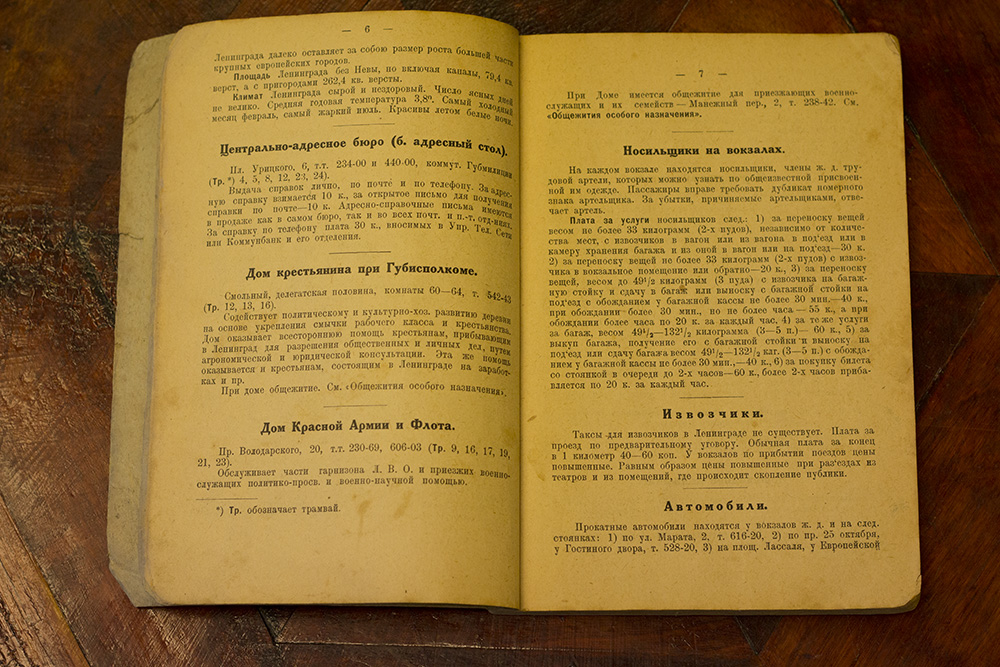 — 6 —
Ленинграда далеко оставляет за собою размер роста большей части
крупных европейских городов.
Площадь Ленинграда без Невы, но включая каналы, 79,4 кв.
верст, а с пригородами 262,4 кв. версты.
Климат Ленинграда сырой и нездоровый. Число ясных дней
не велико. Средняя годовая температура 3,8°. Самый холодный
месяц февраль, самый жаркий июль. Красивы летом белые ночи.
Центрально-адресное бюро (б. адресный стол).
Пл. Урицкого, 6, т.т. 234-00 и 440-00, коммут. Губмилиции
(Тр. *) 4, 5, 8, 12, 23, 24).
Выдача справок лично, по почте и по телефону. За адрес-
ную справку взимается 10 к., за открытое письмо для получения
справки по почте—10 к. Адресно-справочные письма имеются
в продаже как в самом бюро, так и во всех почт. и п.-т. отд-ниях.
За справку по телефону плата 30 к., вносимых в Упр. Тел. Сети
или Коммунбанк и его отделения.
Дом крестьянина при Губисполкоме.
Смольный, делегатская половина, комнаты 60—64, т. 542-43
(Тр. 12, 13, 16).
Содействует политическому и культурно-хоз. развитию деревни
на основе укрепления смычки рабочего класса и крестьянства.
Дом оказывает всестороннюю помощь крестьянам, прибывающим
в Ленинград для разрешения общественных и личных дел, путем
агрономической и юридической консультации. Эта же помощь
оказывается и крестьянам, состоящим в Ленинграде на заработ-
ках и пр.
При доме общежитие. См. «Общежития особого назначения».
Дом Красной Армии и Флота.
Пр. Володарского, 20, т.т. 230-69, 606-03 (Тр. 9, 16, 17, 19,
21, 23).
Обслуживает части гарнизона Л. В. О. и приезжих военно-
служащих политико-просв. и военно-научной помощью.
*) Тр. обозначает трамвай.
— 7 —
При Доме имеется общежитие для приезжающих военно-
служащих и их семейств — Манежный пер., 2, т. 238-42. См.
«Общежития особого назначения».
Носильщики на вокзалах.
На каждом вокзале находятся носильщики, члены ж. д. тру-
довой артели, которых можно узнать по общеизвестной присвоен-
ной им одежде. Пассажиры вправе требовать дубликат номерного
знака артельщика. За убытки, причиняемые артельщиками, отве-
чает артель.
Плата за услуги носильщиков след.: 1) за переноску вещей
весом не более 33 килограмм (2-х пудов), независимо от количе-
ства мест, с извозчиков в вагон или из вагона в под'езд или в
камеру хранения багажа и из оной в вагон или на под'езд—30 к.
2) за переноску вещей не более 33 килограмм (2-х пудов) с извоз-
чика в вокзальное помещение или обратно—20 к., 3) за переноску
вещей, весом до 49½ килограмм (3 пуда) с извозчика на багаж-
ную стойку и сдачу в багаж или выноску с багажной стойки на
под'езд с обожданием у багажной кассы не более 30 мин.—40 к.,
при обождании более 30 мин., но не более часа — 55 к., а при
обождании более часа по 20 к. за каждый час, 4) за те же услуги
за багаж, весом 49½—132½ килограмма (3—5 п.)— 60 к., 5) за
выкуп багажа, получение его с багажной стойки и выноску на
под'езд или сдачу багажа весом 49½—132½ клг. (3—5 п.) с обожда-
нием у багажной кассы не более 30 мин.,—40 к., 6) за покупку билета
со стоянкой в очереди до 2-х часов—60 к., более 2-х часов приба-
вляется по 20 к. за каждый час.
Извозчики.
Таксы для извозчиков в Ленинграде не существует. Плата за
проезд по предварительному уговору. Обычная плата за конец
в 1 километр 40—60 коп. У вокзалов по прибытии поездов цены
повышенные. Равным образом цены повышенные при раз'ездах из
театров и из помещений, где происходит скопление публики.
Автомобили.
Прокатные автомобили находятся у вокзалов ж. д. и на след.
стоянках: 1) по ул. Марата, 2, т. 616-20, 2) по пр. 25 октября,
у Гостиного двора, т. 528-20, 3) на площ. Лассаля, у Европейской